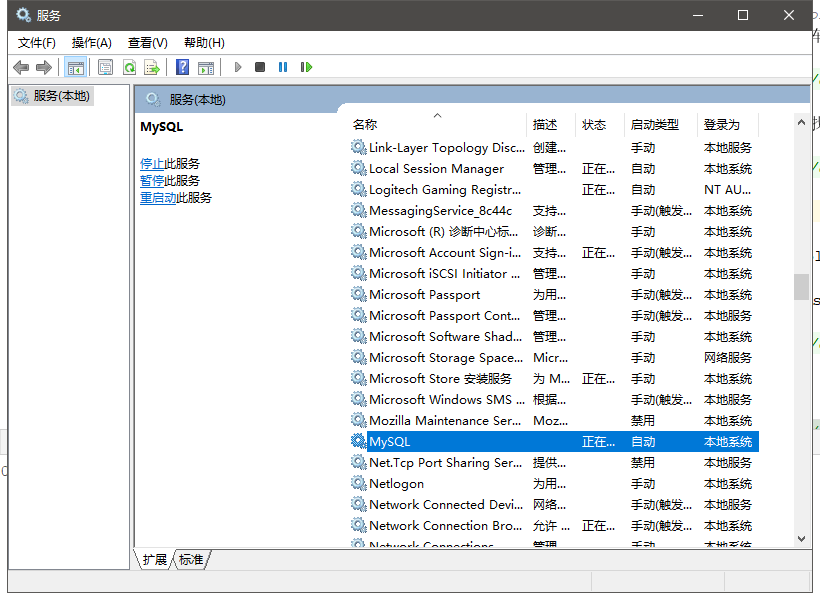 服务
文件(F) 操作(A) 查看(V) 帮助(H)
服务(本地)
服务(本地)
MySQL
停止此服务
暂停此服务
重启动此服务
名称 描述 状态 启动类型 登录为
Link-Layer Topology Disc... 创建... 手动 本地服务
Local Session Manager 管理... 正在... 自动 本地系统
Logitech Gaming Registr... 正在... 自动 NT AU...
MessagingService_8c44c 支持... 手动(触发... 本地系统
Microsoft (R) 诊断中心标... 诊断... 手动 本地系统
Microsoft Account Sign-i... 支持... 正在... 手动(触发... 本地系统
Microsoft iSCSI Initiator ... 管理... 手动 本地系统
Microsoft Passport 为用... 手动(触发... 本地系统
Microsoft Passport Cont... 管理... 手动(触发... 本地服务
Microsoft Software Shad... 管理... 手动 本地系统
Microsoft Storage Space... Micr... 手动 网络服务
Microsoft Store 安装服务 为 M... 正在... 手动 本地系统
Microsoft Windows SMS ... 根据... 手动(触发... 本地服务
Mozilla Maintenance Ser... Moz... 禁用 本地系统
MySQL 正在... 自动 本地系统
Net.Tcp Port Sharing Ser... 提供... 禁用 本地服务
Netlogon 为用... 手动 本地系统
Network Connected Devi... 网络... 手动(触发... 本地服务
Network Connection Bro... 允许 ... 正在... 手动(触发... 本地系统
Network Connections 管理... 手动 本地系统
扩展 标准